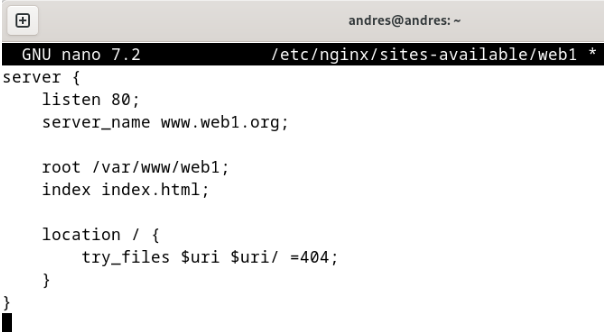 andres@andres: ~
GNU nano 7.2 /etc/nginx/sites-available/web1 *
server {
    listen 80;
    server_name www.web1.org;

    root /var/www/web1;
    index index.html;

    location / {
        try_files $uri $uri/ =404;
    }
}